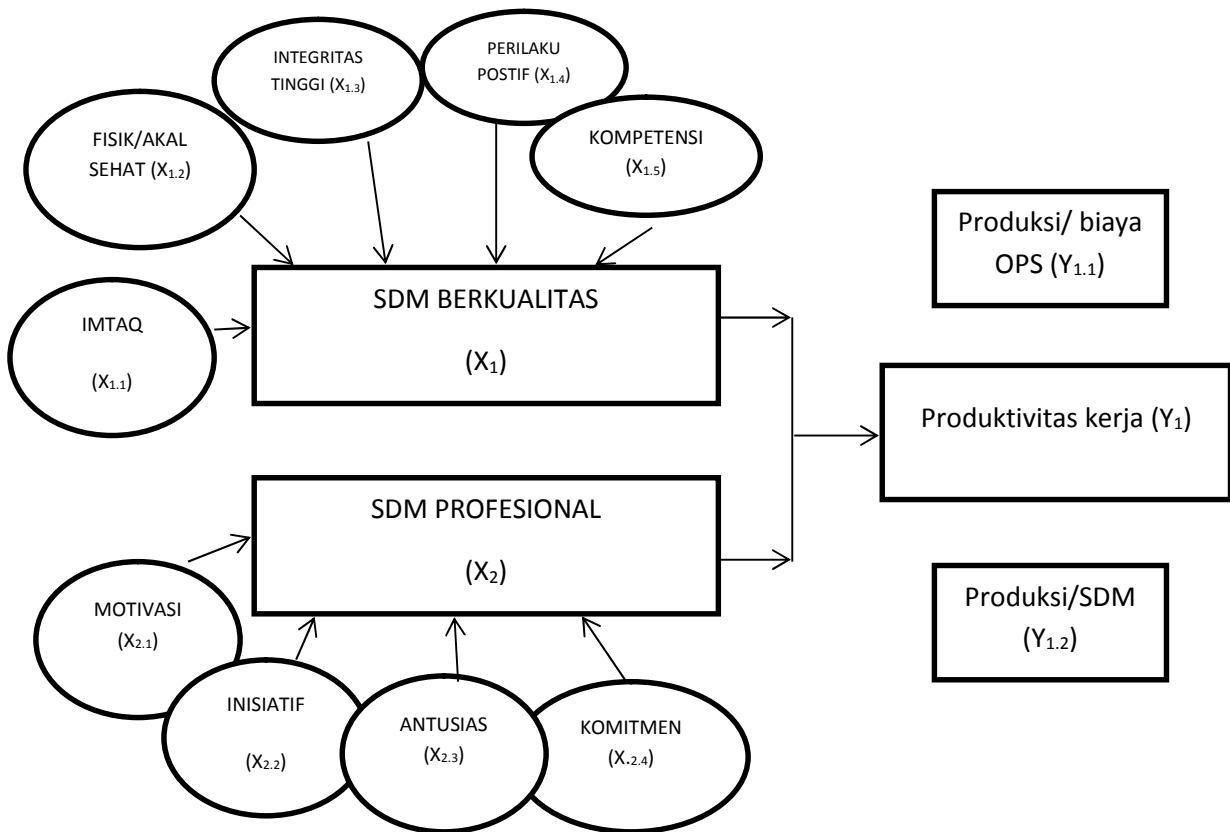 INTEGRITAS
TINGGI (X1.3)
PERILAKU
POSTIF (X1.4)
FISIK/AKAL
SEHAT (X1.2)
KOMPETENSI
(X1.5)
Produksi/ biaya
OPS (Y1.1)
SDM BERKUALITAS
(X1)
IMTAQ
(X1.1)
Produktivitas kerja (Y1)
SDM PROFESIONAL
(X2)
MOTIVASI
(X2.1)
Produksi/SDM
(Y1.2)
INISIATIF
(X2.2)
ANTUSIAS
(X2.3)
KOMITMEN
(X.2.4)